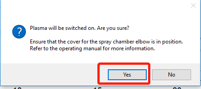 Plasma will be switched on. Are you sure?
Ensure that the cover for the spray chamber elbow is in position.
Refer to the operating manual for more information.
Yes
No